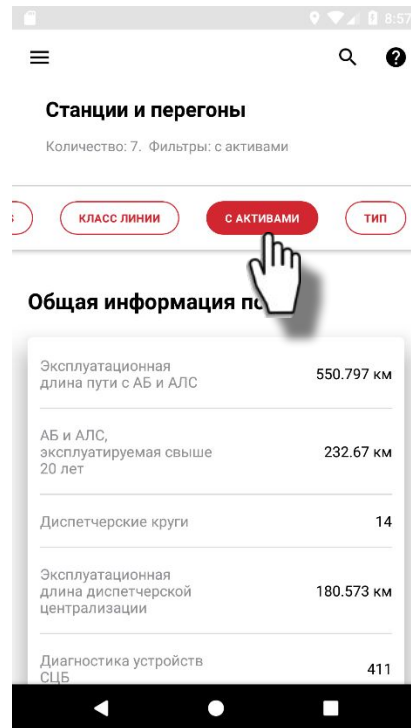 8:57
Станции и перегоны
Количество: 7. Фильтры: с активами
КЛАСС ЛИНИИ
С АКТИВАМИ
ТИП
Общая информация по
Эксплуатационная
длина пути с АБ и АЛС
550.797 км
АБ и АЛС,
эксплуатируемая свыше
20 лет
232.67 км
Диспетчерские круги
14
Эксплуатационная
длина диспетчерской
централизации
180.573 км
Диагностика устройств
СЦБ
411